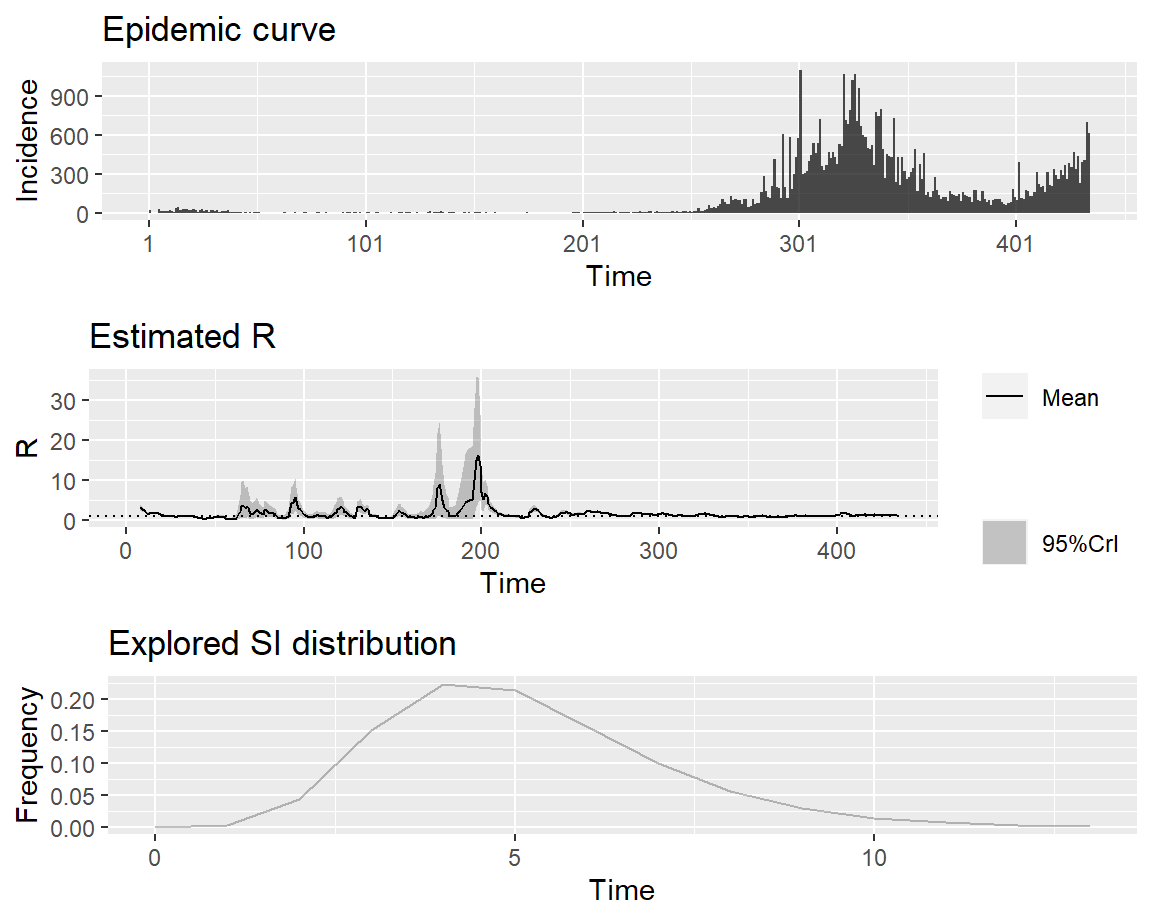 Epidemic curve
Incidence
900
600
300
0
1 101 201 301 401
Time
Estimated R
R
30
20
10
0
0 100 200 300 400
Time
Mean
95%CrI
Explored SI distribution
Frequency
0.20
0.15
0.10
0.05
0.00
0 5 10
Time